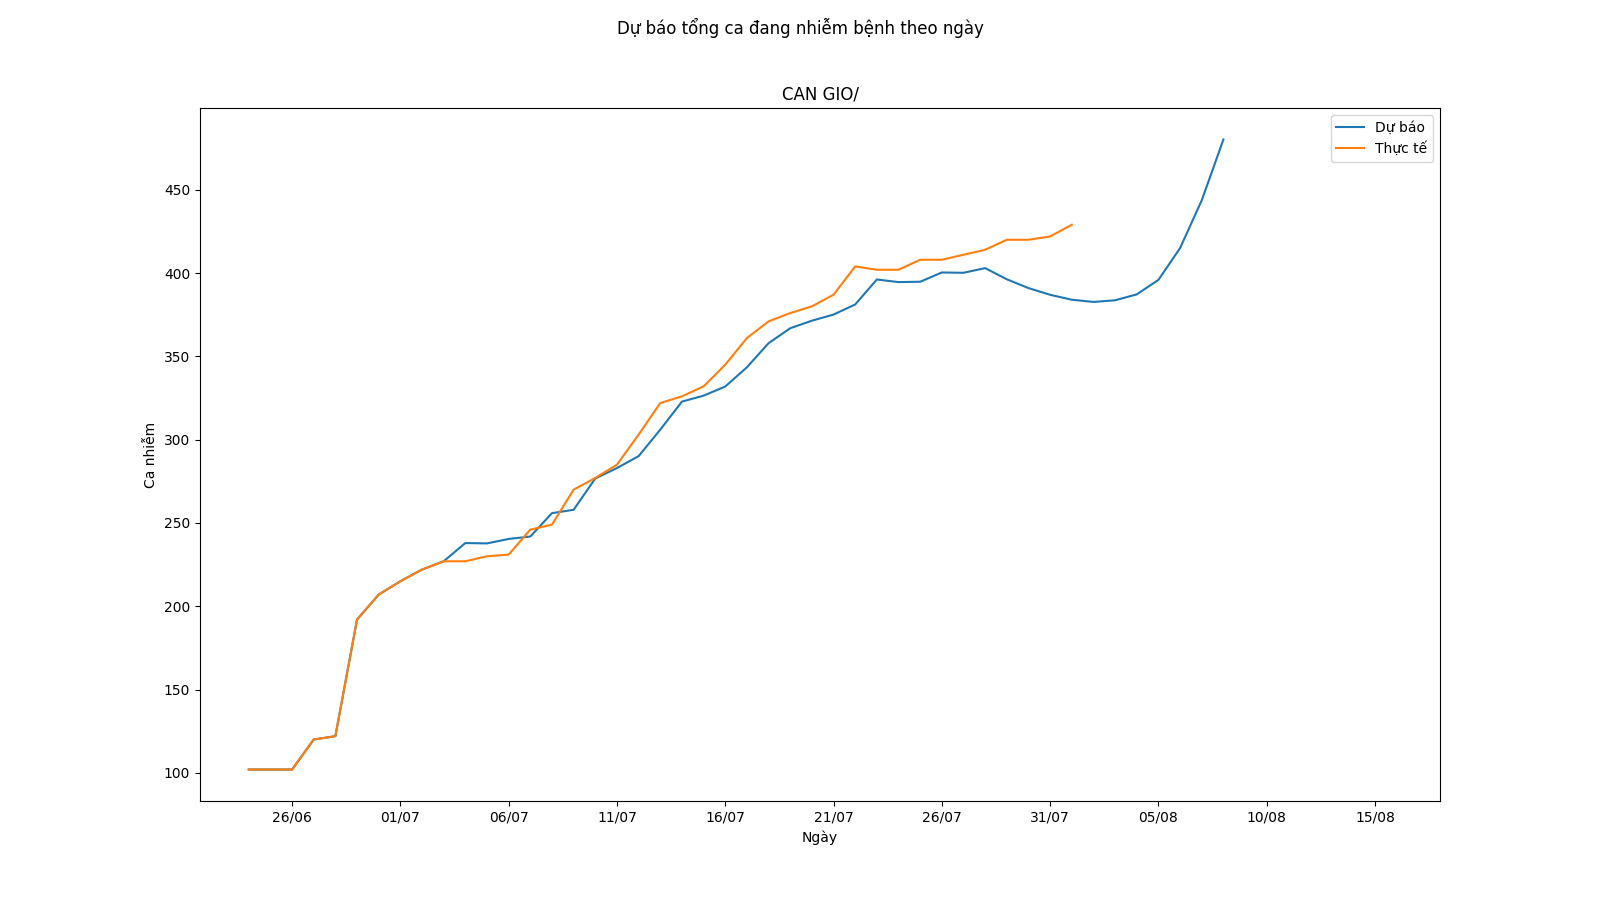 Dự báo tổng ca đang nhiễm bệnh theo ngày
CAN GIO/
Dự báo
Thực tế
450
400
350
300
250
200
150
100
Ca nhiễm
26/06 01/07 06/07 11/07 16/07 21/07 26/07 31/07 05/08 10/08 15/08
Ngày